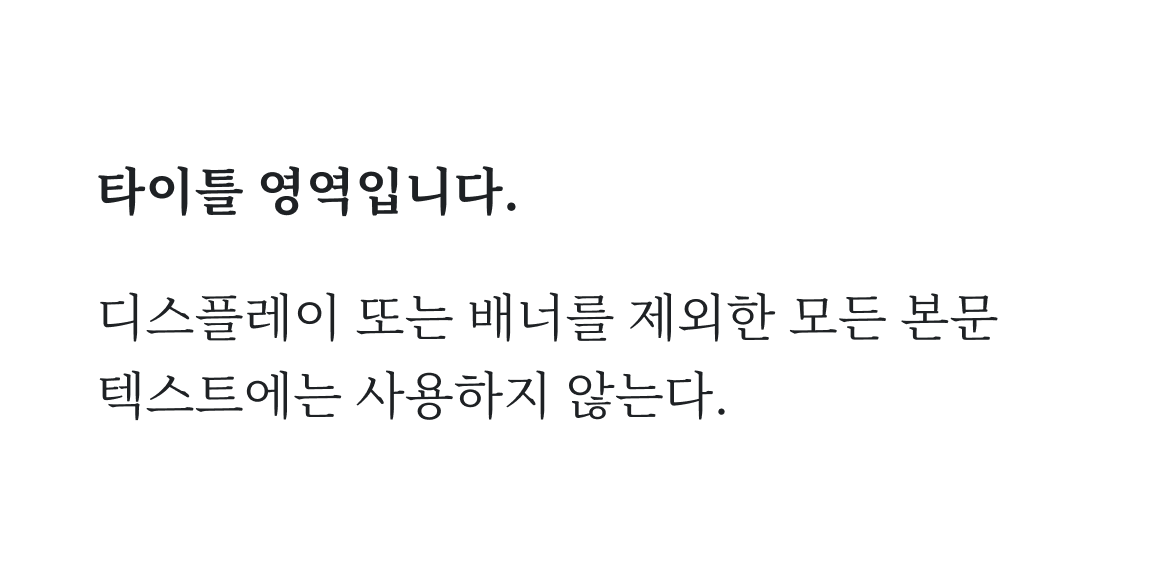 타이틀 영역입니다.
디스플레이 또는 배너를 제외한 모든 본문
텍스트에는 사용하지 않는다.